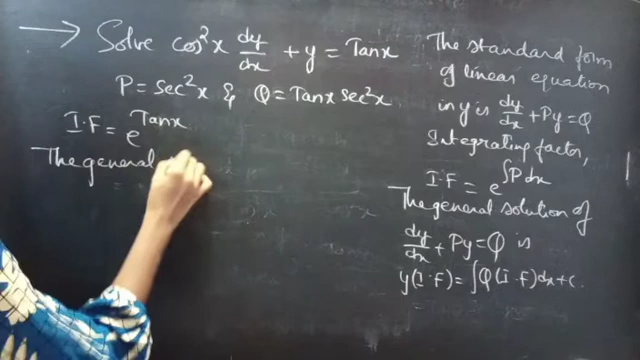 → Solve cos²x dy/dx + y = Tanx
P = sec²x & Q = Tanx sec²x
I.F = e^Tanx
The general
The standard form
of linear equation
in y is dy/dx + Py = Q
Integrating factor,
I.F = e^∫P dx
The general solution of
dy/dx + Py = Q is
y(I.F) = ∫Q(I.F)dx + c.